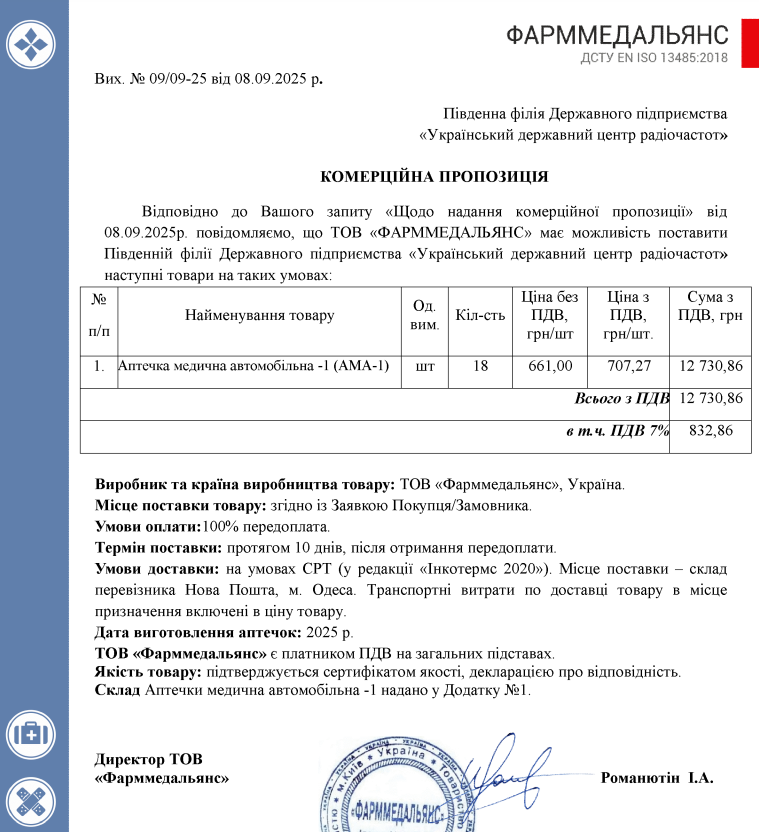 ФАРММЕДАЛЬЯНС
ДСТУ EN ISO 13485:2018
Вих. № 09/09-25 від 08.09.2025 р.
Південна філія Державного підприємства
«Український державний центр радіочастот»
КОМЕРЦІЙНА ПРОПОЗИЦІЯ
Відповідно до Вашого запиту «Щодо надання комерційної пропозиції» від
08.09.2025р. повідомляємо, що ТОВ «ФАРММЕДАЛЬЯНС» має можливість поставити
Південній філії Державного підприємства «Український державний центр радіочастот»
наступні товари на таких умовах:
№ п/п Найменування товару Од. вим. Кіл-сть Ціна без ПДВ, грн/шт Ціна з ПДВ, грн/шт. Сума з ПДВ, грн
1. Аптечка медична автомобільна -1 (АМА-1) шт 18 661,00 707,27 12 730,86
Всього з ПДВ 12 730,86
в т.ч. ПДВ 7% 832,86
Виробник та країна виробництва товару: ТОВ «Фарммедальянс», Україна.
Місце поставки товару: згідно із Заявкою Покупця/Замовника.
Умови оплати:100% передоплата.
Термін поставки: протягом 10 днів, після отримання передоплати.
Умови доставки: на умовах СРТ (у редакції «Інкотермс 2020»). Місце поставки – склад
перевізника Нова Пошта, м. Одеса. Транспортні витрати по доставці товару в місце
призначення включені в ціну товару.
Дата виготовлення аптечок: 2025 р.
ТОВ «Фарммедальянс» є платником ПДВ на загальних підставах.
Якість товару: підтверджується сертифікатом якості, декларацією про відповідність.
Склад Аптечки медична автомобільна -1 надано у Додатку №1.
Директор ТОВ
«Фарммедальянс»
Романютін І.А.
м.Київ * Україна * Товариство
«ФАРММЕДАЛЬЯНС»